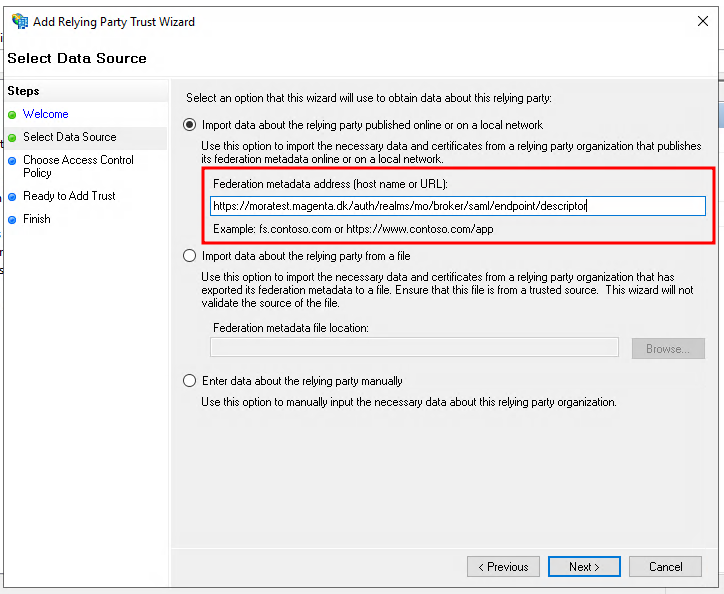 Add Relying Party Trust Wizard
Select Data Source
Steps
Welcome
Select Data Source
Choose Access Control
Policy
Ready to Add Trust
Finish
Select an option that this wizard will use to obtain data about this relying party:
Import data about the relying party published online or on a local network
Use this option to import the necessary data and certificates from a relying party organization that publishes
its federation metadata online or on a local network.
Federation metadata address (host name or URL):
https://moratest.magenta.dk/auth/realms/mo/broker/saml/endpoint/descriptor
Example: fs.contoso.com or https://www.contoso.com/app
Import data about the relying party from a file
Use this option to import the necessary data and certificates from a relying party organization that has
exported its federation metadata to a file. Ensure that this file is from a trusted source.  This wizard will not
validate the source of the file.
Federation metadata file location:
Browse...
Enter data about the relying party manually
Use this option to manually input the necessary data about this relying party organization.
< Previous
Next >
Cancel